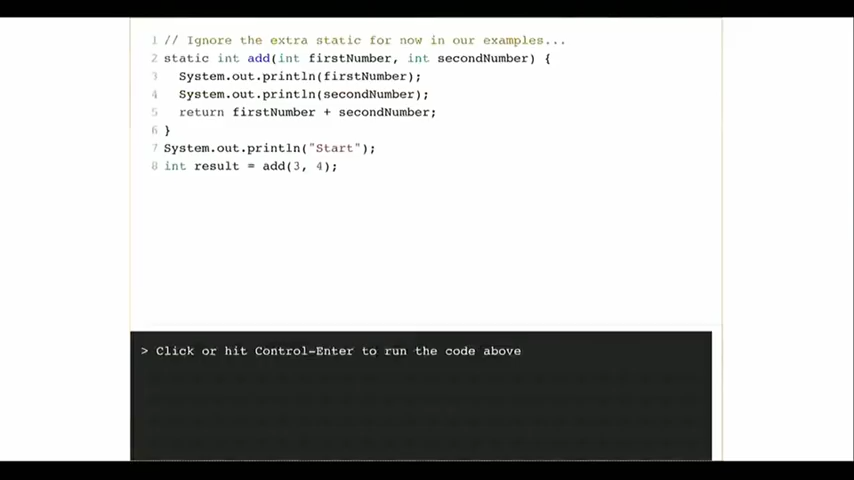 1 // Ignore the extra static for now in our examples...
2 static int add(int firstNumber, int secondNumber) {
3 System.out.println(firstNumber);
4 System.out.println(secondNumber);
5 return firstNumber + secondNumber;
6 }
7 System.out.println("Start");
8 int result = add(3, 4);
> Click or hit Control-Enter to run the code above